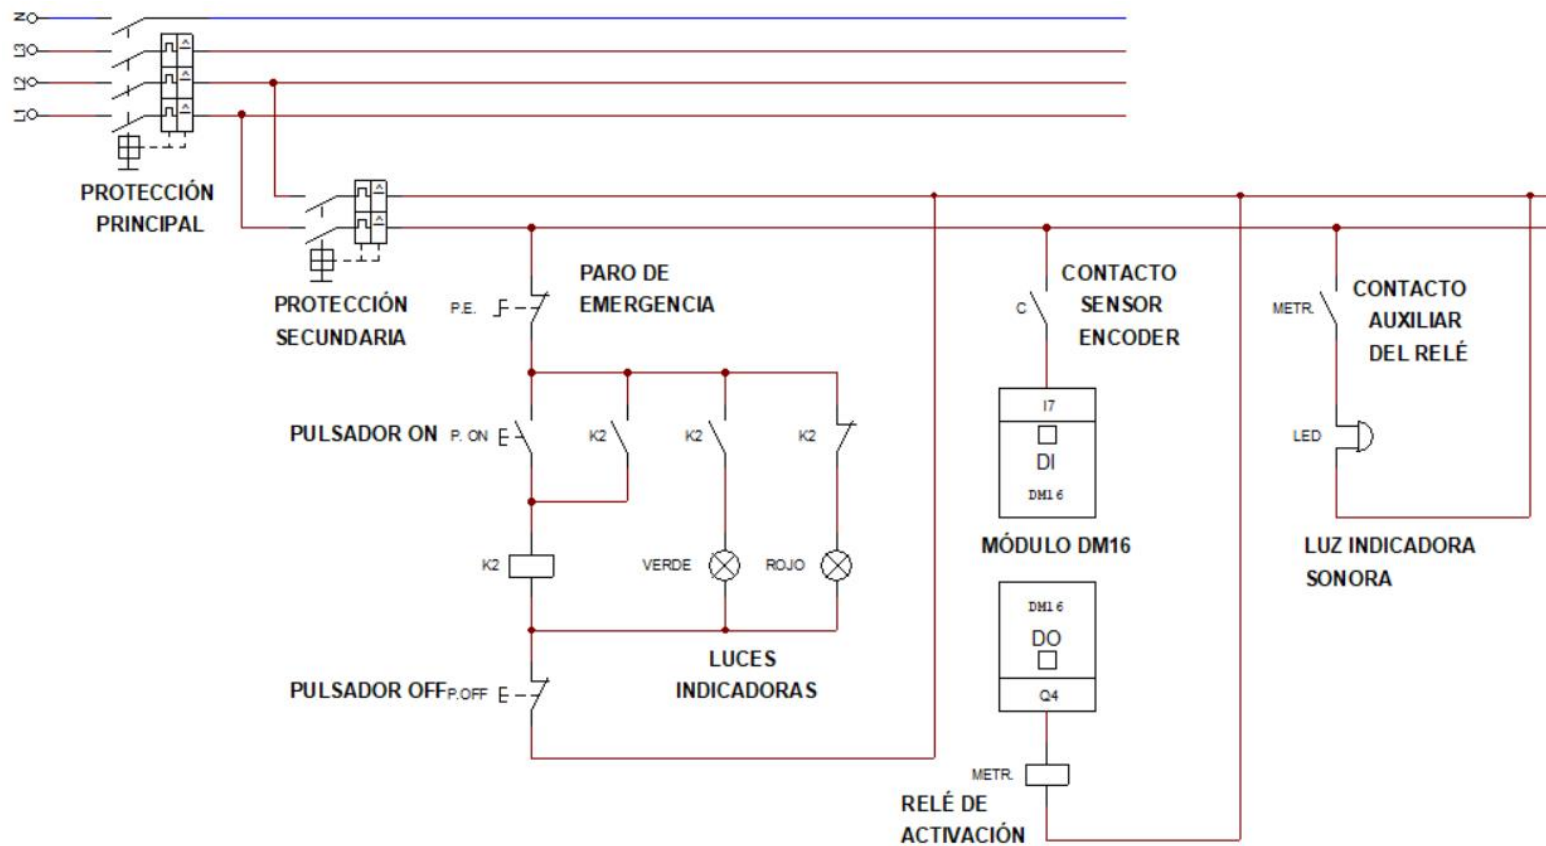 N
L3
L2
L1
PROTECCIÓN
PRINCIPAL
PROTECCIÓN
SECUNDARIA
P.E.
PARO DE
EMERGENCIA
C
CONTACTO
SENSOR
ENCODER
METR.
CONTACTO
AUXILIAR
DEL RELÉ
PULSADOR ON
P. ON
K2
K2
K2
I7
DI
DM16
MÓDULO DM16
LED
LUZ INDICADORA
SONORA
K2
VERDE
ROJO
LUCES
INDICADORAS
PULSADOR OFF
P.OFF
DM16
DO
Q4
METR.
RELÉ DE
ACTIVACIÓN